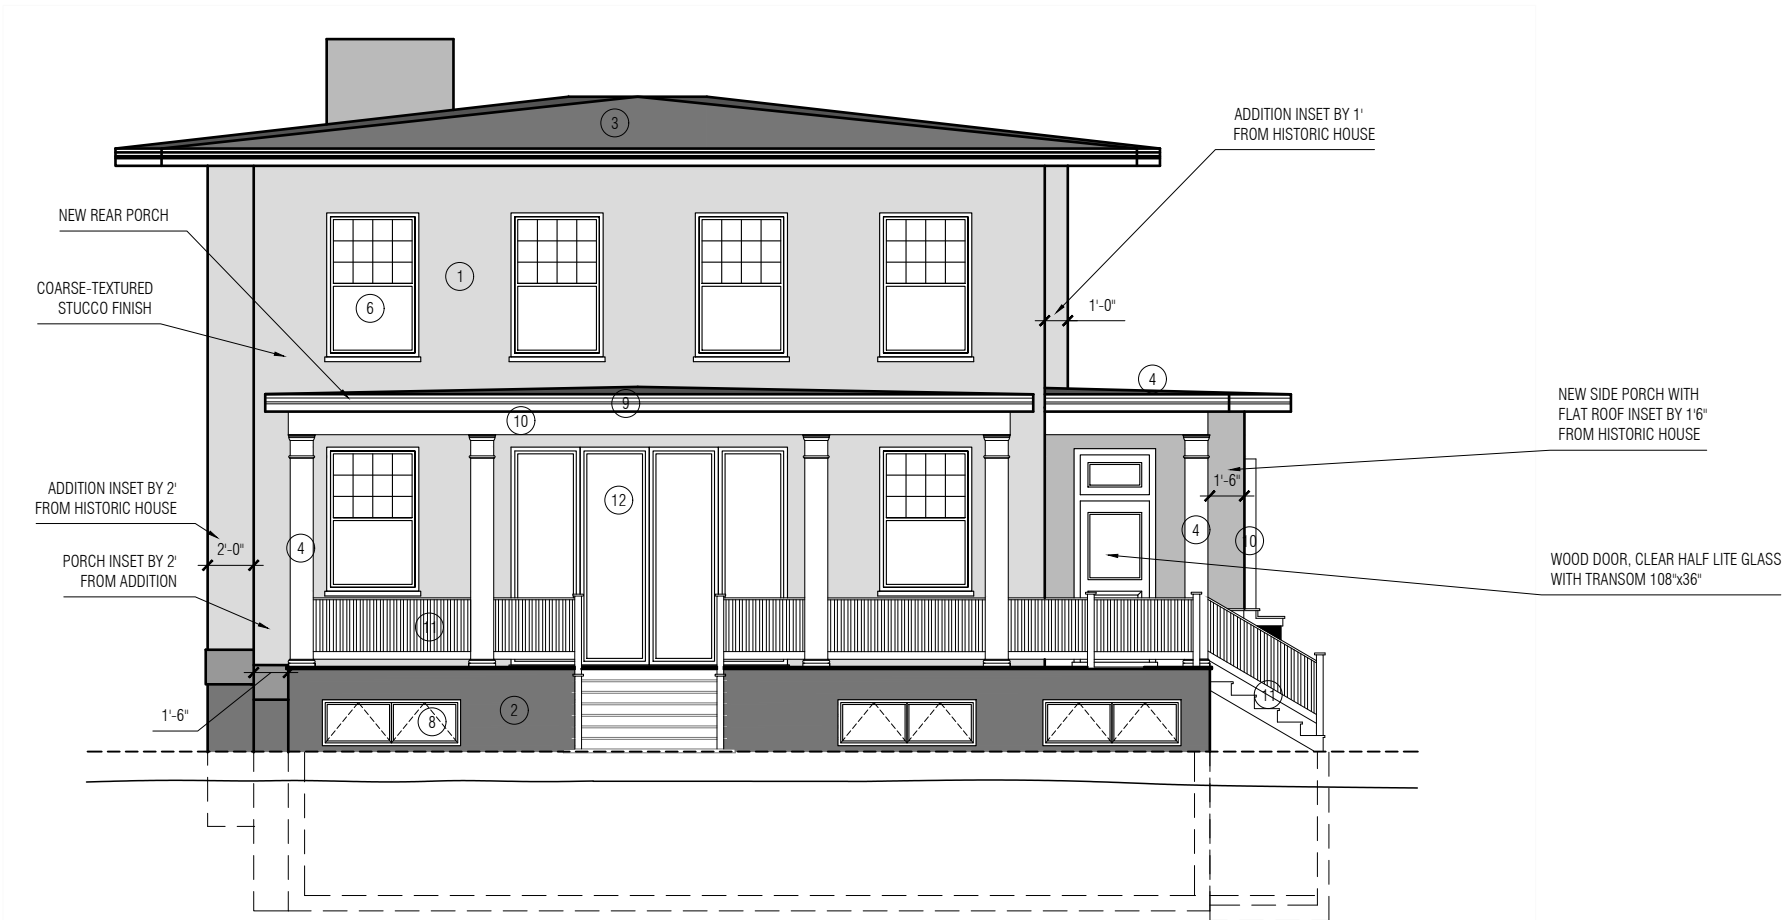 3
ADDITION INSET BY 1'
FROM HISTORIC HOUSE
NEW REAR PORCH
1
COARSE-TEXTURED
STUCCO FINISH
6
1'-0"
4
9
10
NEW SIDE PORCH WITH
FLAT ROOF INSET BY 1'6"
FROM HISTORIC HOUSE
ADDITION INSET BY 2'
FROM HISTORIC HOUSE
12
1'-6"
2'-0"
4
4
10
PORCH INSET BY 2'
FROM ADDITION
WOOD DOOR, CLEAR HALF LITE GLASS
WITH TRANSOM 108"x36"
11
11
1'-6"
2
8